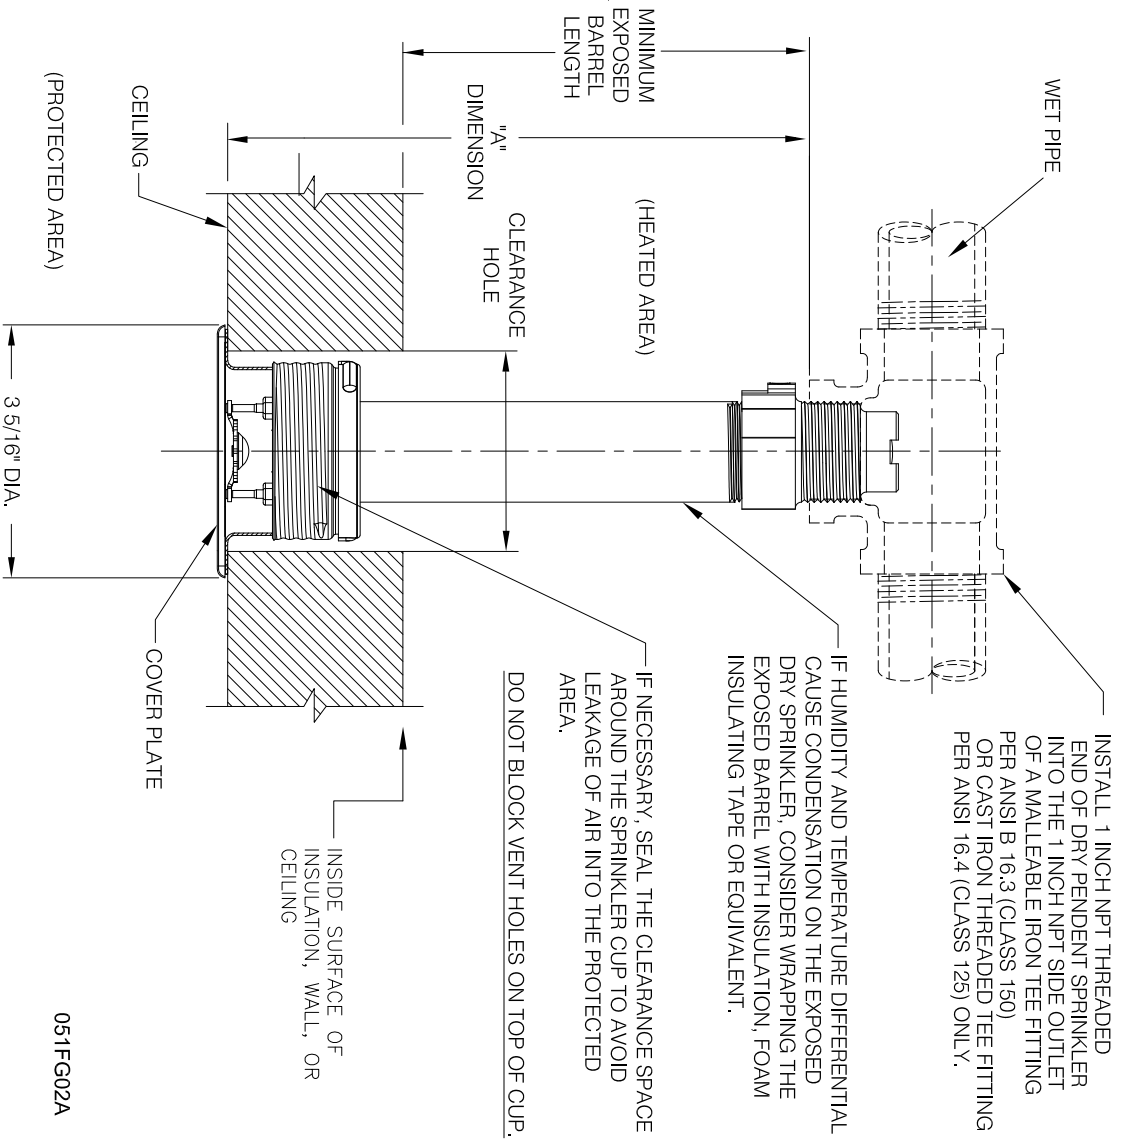 INSTALL 1 INCH NPT THREADED
END OF DRY PENDENT SPRINKLER
INTO THE 1 INCH NPT SIDE OUTLET
OF A MALLEABLE IRON TEE FITTING
PER ANSI B 16.3 (CLASS 150)
OR CAST IRON THREADED TEE FITTING
PER ANSI 16.4 (CLASS 125) ONLY.
WET PIPE
IF HUMIDITY AND TEMPERATURE DIFFERENTIAL
CAUSE CONDENSATION ON THE EXPOSED
DRY SPRINKLER, CONSIDER WRAPPING THE
EXPOSED BARREL WITH INSULATION, FOAM
INSULATING TAPE OR EQUIVALENT.
MINIMUM
EXPOSED
BARREL
LENGTH
(HEATED AREA)
IF NECESSARY, SEAL THE CLEARANCE SPACE
AROUND THE SPRINKLER CUP TO AVOID
LEAKAGE OF AIR INTO THE PROTECTED
AREA.
DO NOT BLOCK VENT HOLES ON TOP OF CUP.
CLEARANCE
HOLE
"A"
DIMENSION
INSIDE SURFACE OF
INSULATION, WALL, OR
CEILING
CEILING
COVER PLATE
(PROTECTED AREA)
3 5/16" DIA.
051FG02A